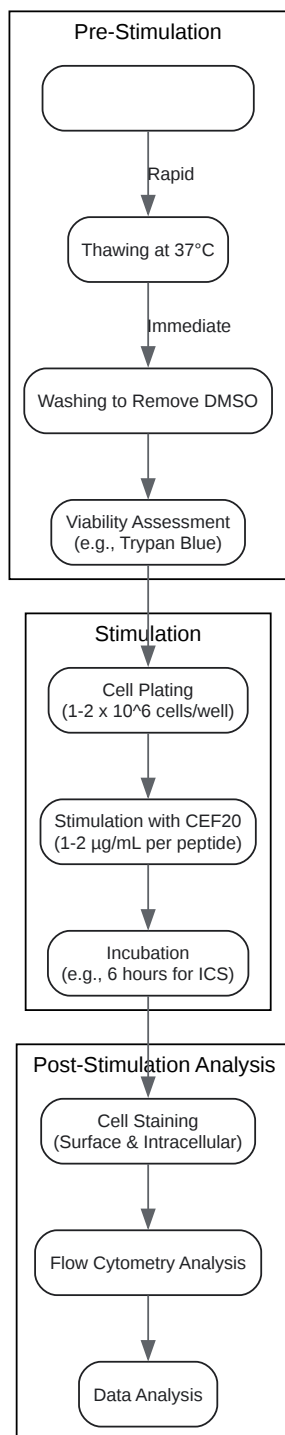 Pre-Stimulation
Rapid
Thawing at 37°C
Immediate
Washing to Remove DMSO
Viability Assessment
(e.g., Trypan Blue)
Stimulation
Cell Plating
(1-2 x 10^6 cells/well)
Stimulation with CEF20
(1-2 µg/mL per peptide)
Incubation
(e.g., 6 hours for ICS)
Post-Stimulation Analysis
Cell Staining
(Surface & Intracellular)
Flow Cytometry Analysis
Data Analysis